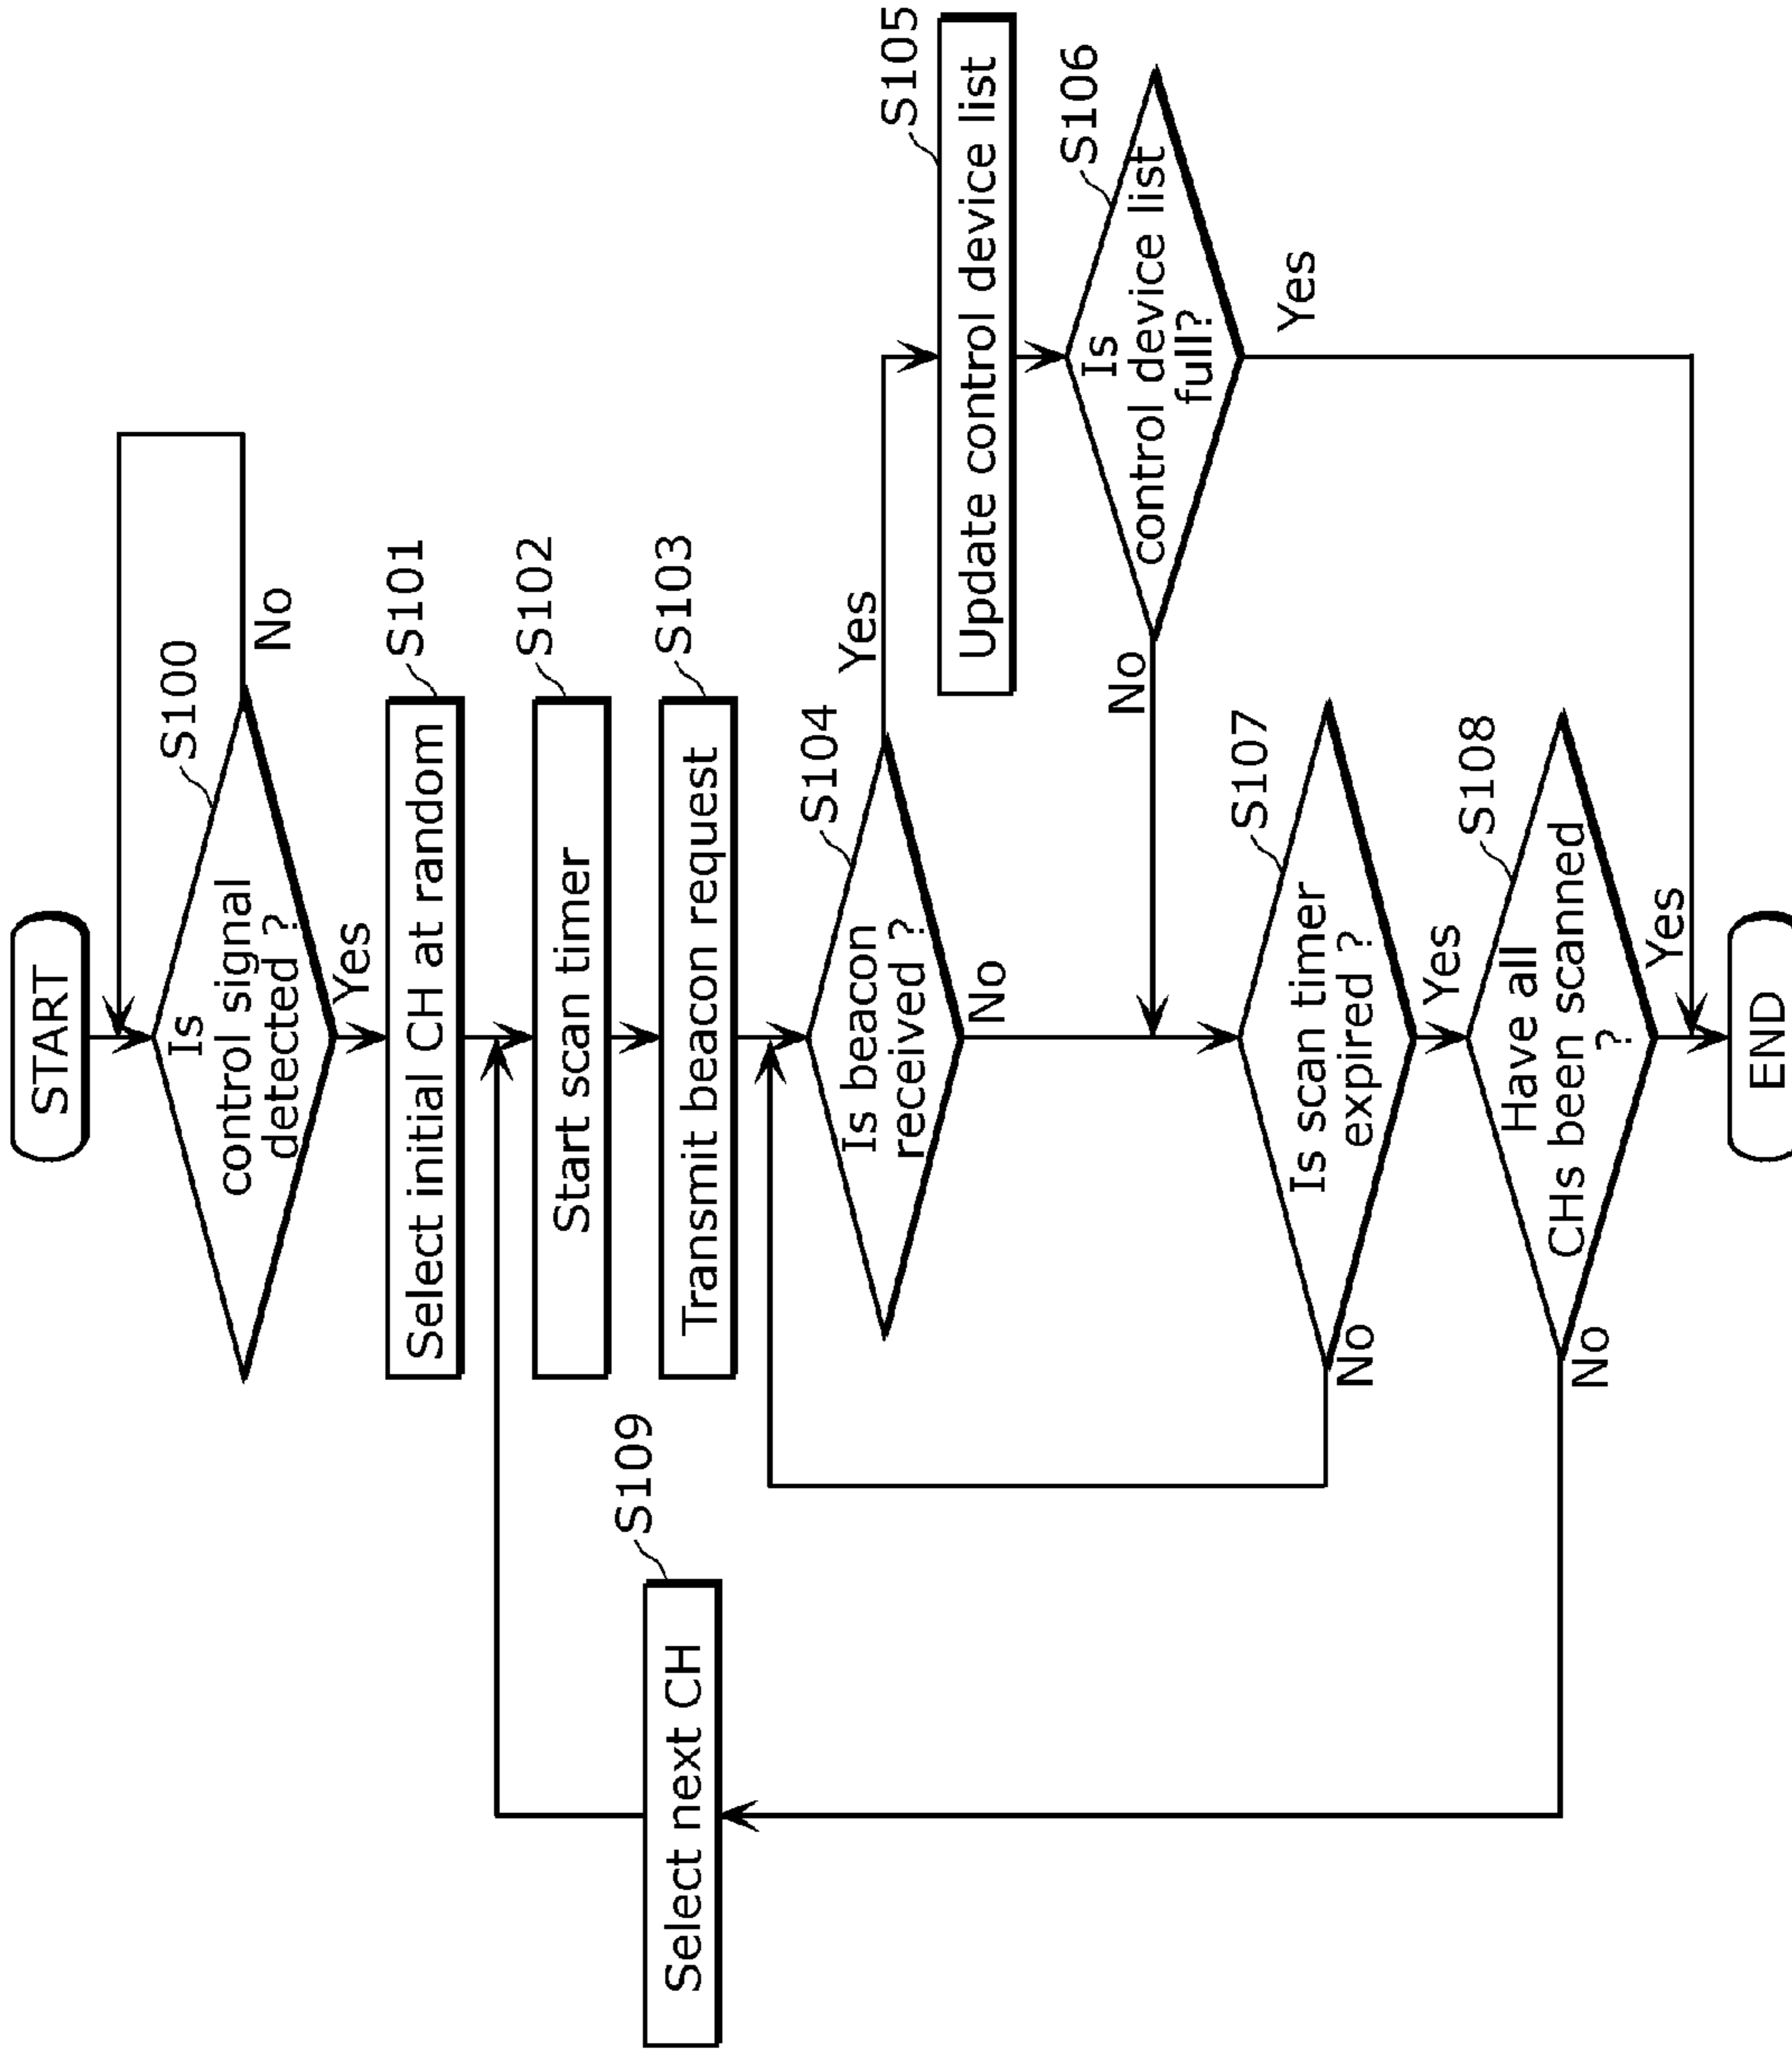 START
S100
Is
control signal
detected ?
No
Yes
S101
Select initial CH at random
S102
Start scan timer
S103
Transmit beacon request
S104
Is beacon
received ?
Yes
No
S105
Update control device list
S106
Is
control device list
full?
No
Yes
S107
Is scan timer
expired ?
No
Yes
S108
Have all
CHs been scanned
?
No
Yes
S109
Select next CH
END